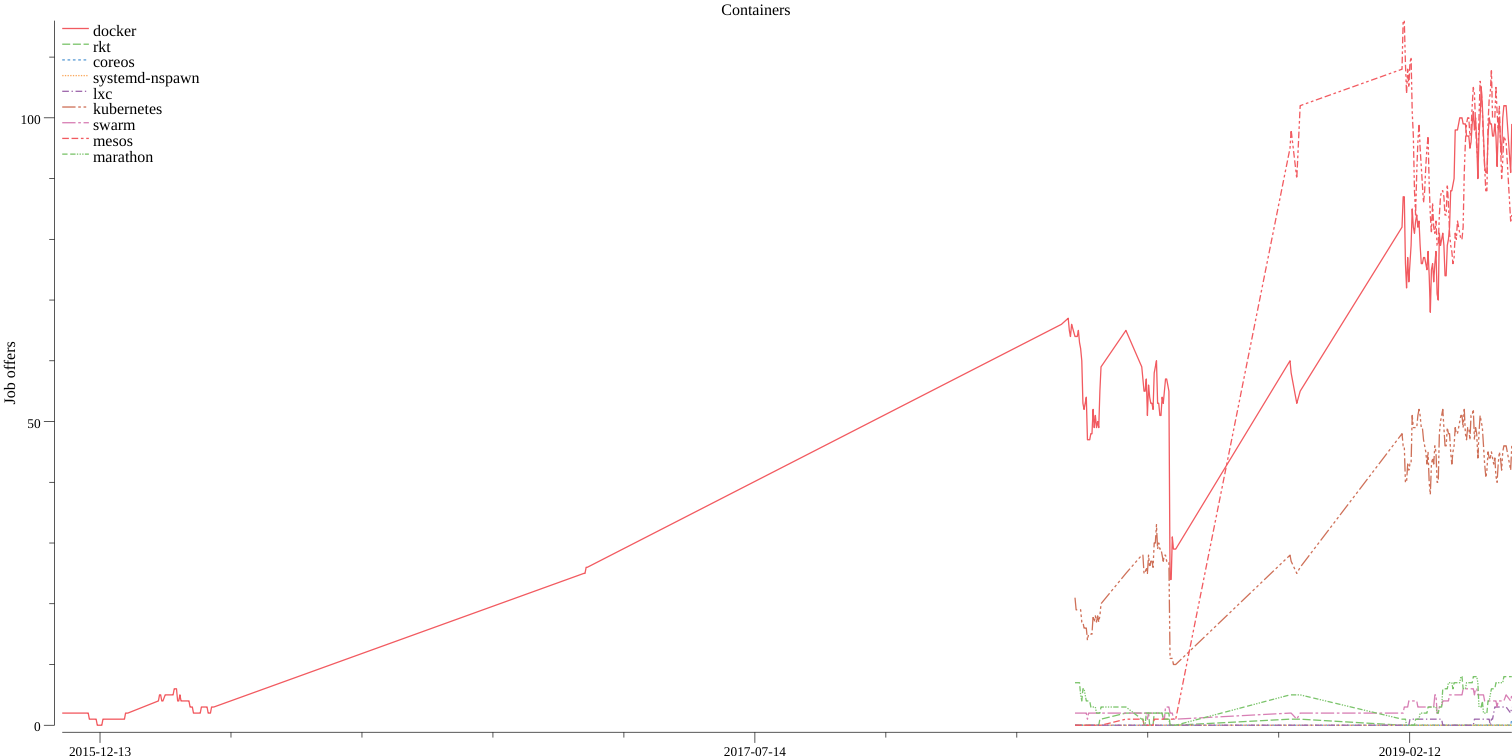 Containers
docker
rkt
coreos
systemd-nspawn
lxc
kubernetes
swarm
mesos
marathon
100
50
0
Job offers
2015-12-13
2017-07-14
2019-02-12